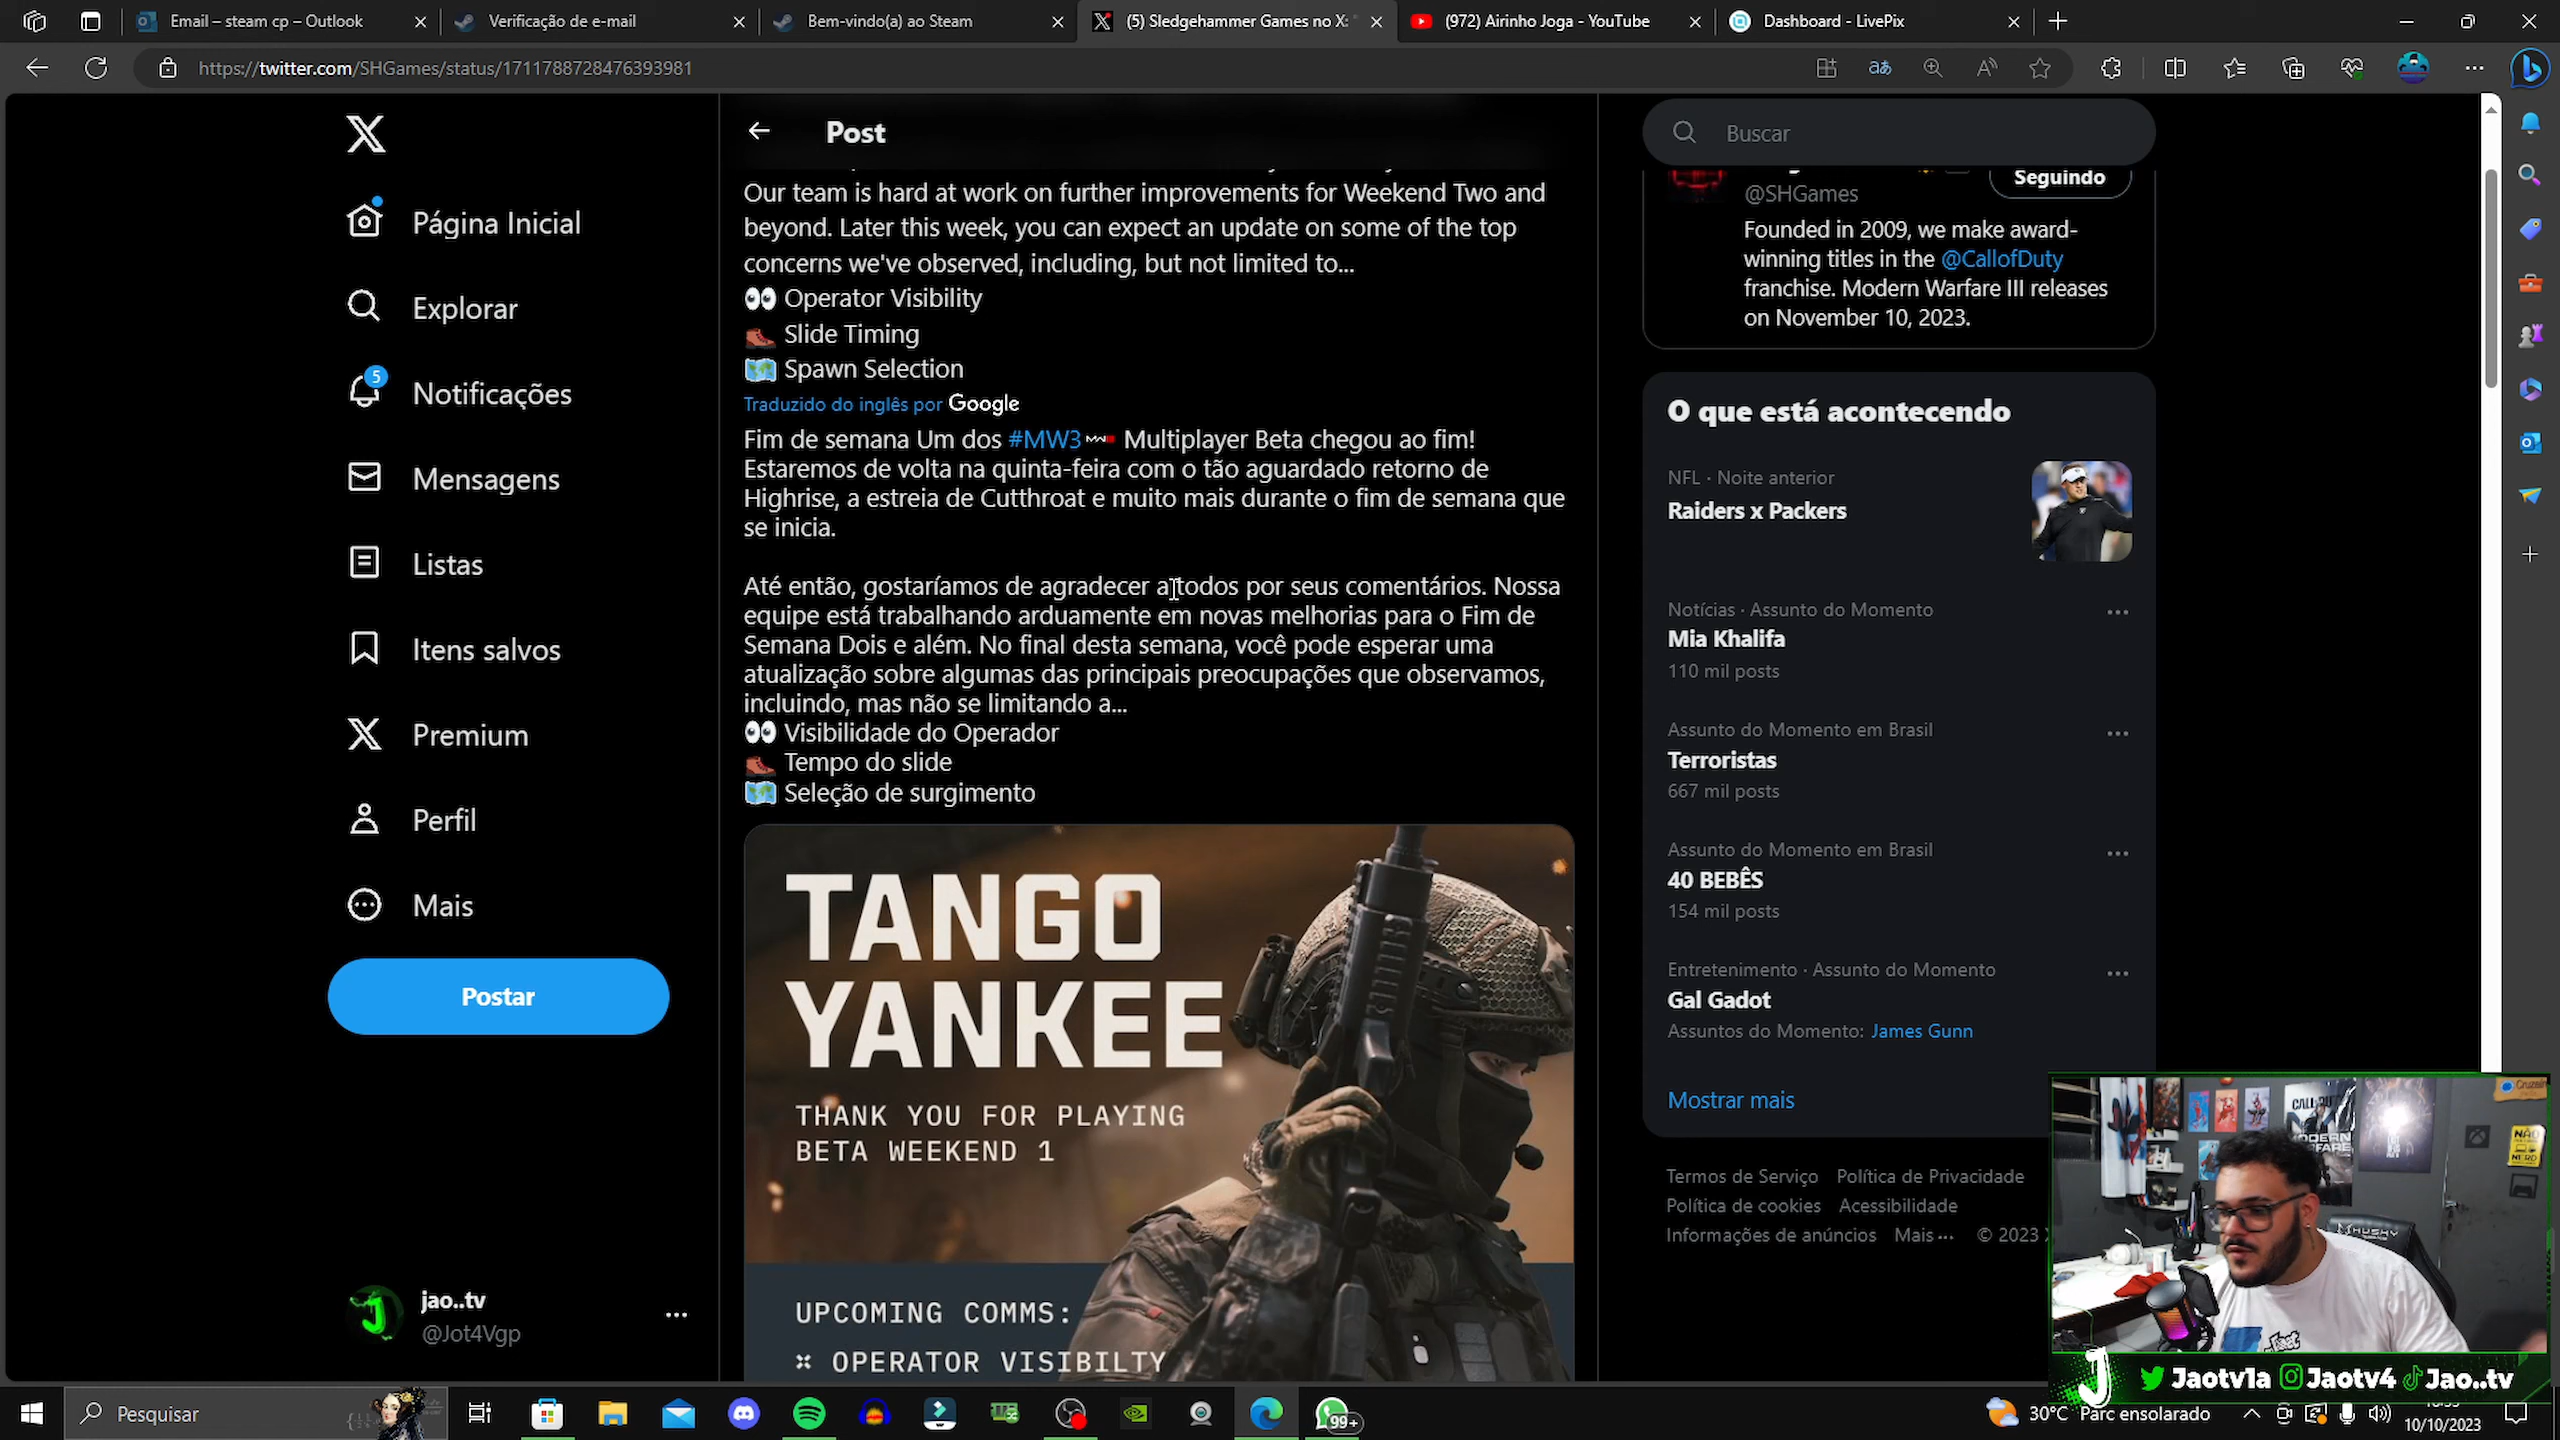 Email – steam cp – Outlook
Verificação de e-mail
Bem-vindo(a) ao Steam
(5) Sledgehammer Games no X:
(972) Airinho Joga - YouTube
Dashboard - LivePix
https://twitter.com/SHGames/status/1711788728476393981
Página Inicial
Explorar
5
Notificações
Mensagens
Listas
Itens salvos
Premium
Perfil
Mais
Postar
jao..tv
@Jot4Vgp
Post
Our team is hard at work on further improvements for Weekend Two and
beyond. Later this week, you can expect an update on some of the top
concerns we've observed, including, but not limited to...
👀 Operator Visibility
🥾 Slide Timing
🗺️ Spawn Selection
Traduzido do inglês por Google
Fim de semana Um dos #MW3 Multiplayer Beta chegou ao fim!
Estaremos de volta na quinta-feira com o tão aguardado retorno de
Highrise, a estreia de Cutthroat e muito mais durante o fim de semana que
se inicia.
Até então, gostaríamos de agradecer a todos por seus comentários. Nossa
equipe está trabalhando arduamente em novas melhorias para o Fim de
Semana Dois e além. No final desta semana, você pode esperar uma
atualização sobre algumas das principais preocupações que observamos,
incluindo, mas não se limitando a...
👀 Visibilidade do Operador
🥾 Tempo do slide
🗺️ Seleção de surgimento
TANGO
YANKEE
THANK YOU FOR PLAYING
BETA WEEKEND 1
UPCOMING COMMS:
OPERATOR VISIBILTY
Buscar
@SHGames
Seguindo
Founded in 2009, we make award-
winning titles in the @CallofDuty
franchise. Modern Warfare III releases
on November 10, 2023.
O que está acontecendo
NFL · Noite anterior
Raiders x Packers
Notícias · Assunto do Momento
Mia Khalifa
110 mil posts
Assunto do Momento em Brasil
Terroristas
667 mil posts
Assunto do Momento em Brasil
40 BEBÊS
154 mil posts
Entretenimento · Assunto do Momento
Gal Gadot
Assuntos do Momento: James Gunn
Mostrar mais
Termos de Serviço Política de Privacidade
Política de cookies Acessibilidade
Informações de anúncios Mais ··· © 2023
Jaotv1a Jaotv4 Jao..tv
Pesquisar
99+
30°C Parc ensolarado
10/10/2023